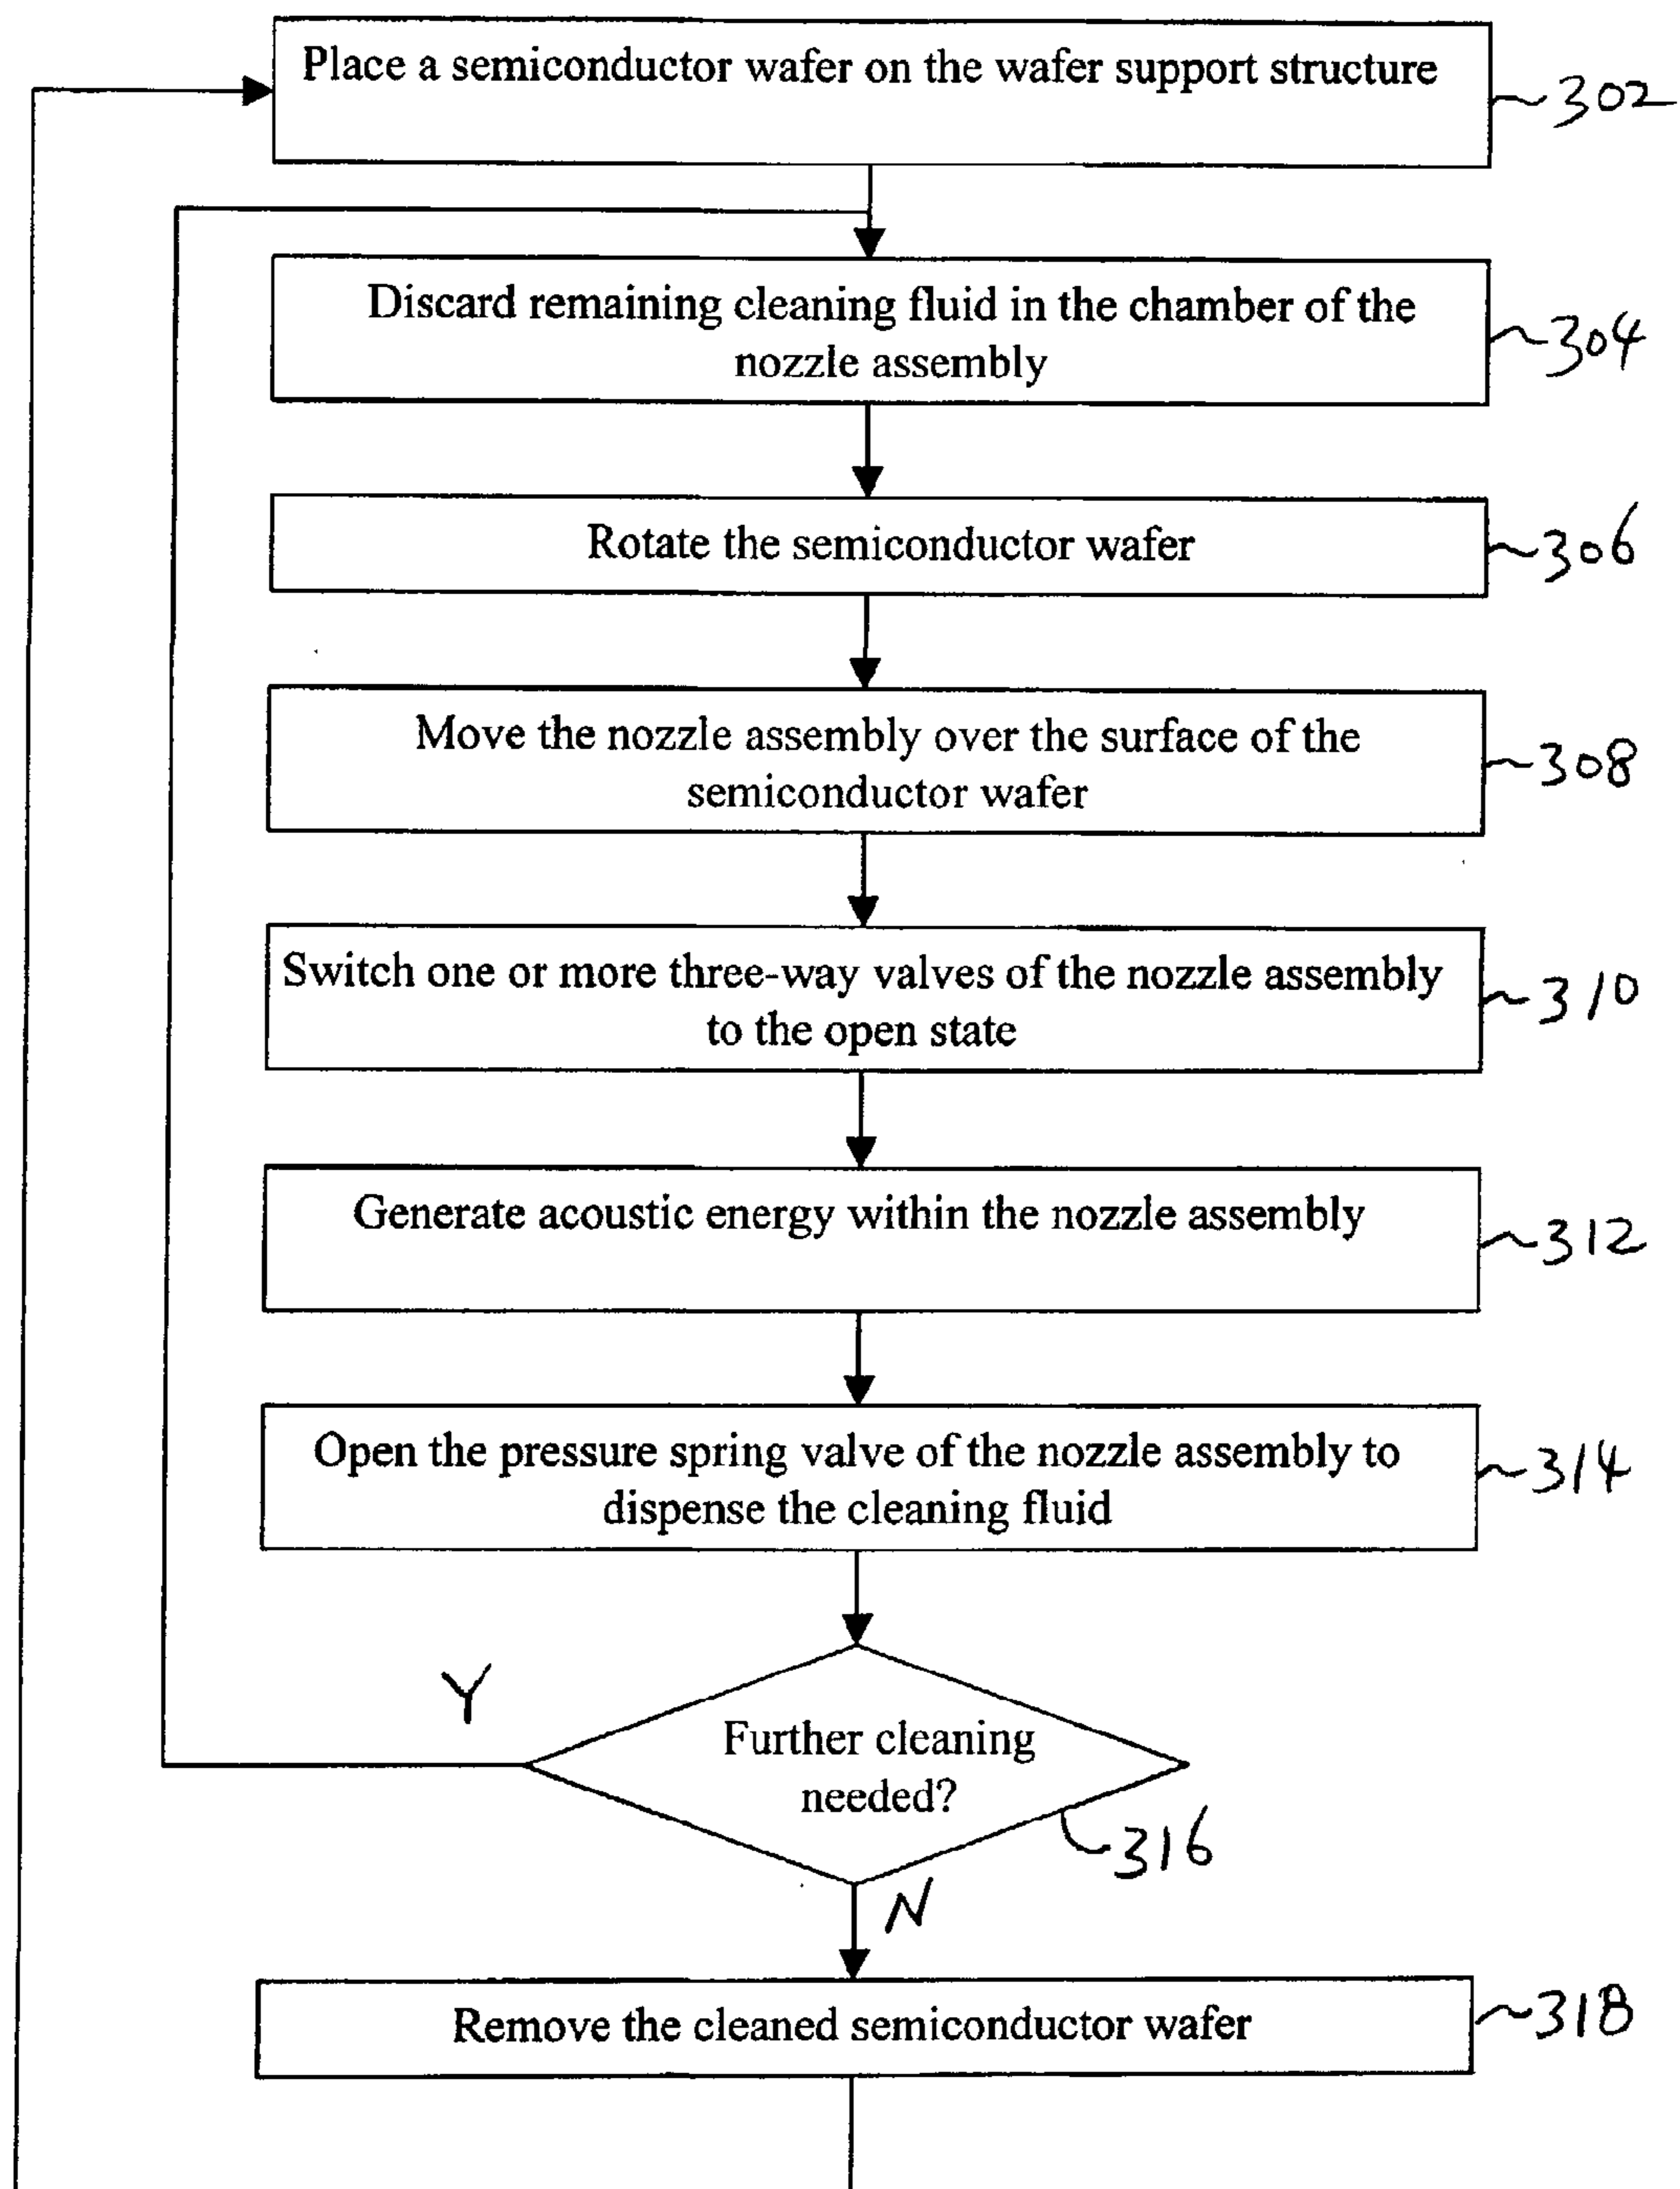 Place a semiconductor wafer on the wafer support structure
302
Discard remaining cleaning fluid in the chamber of the
nozzle assembly
304
Rotate the semiconductor wafer
306
Move the nozzle assembly over the surface of the
semiconductor wafer
308
Switch one or more three-way valves of the nozzle assembly
to the open state
310
Generate acoustic energy within the nozzle assembly
312
Open the pressure spring valve of the nozzle assembly to
dispense the cleaning fluid
314
Y
Further cleaning
needed?
316
N
Remove the cleaned semiconductor wafer
318